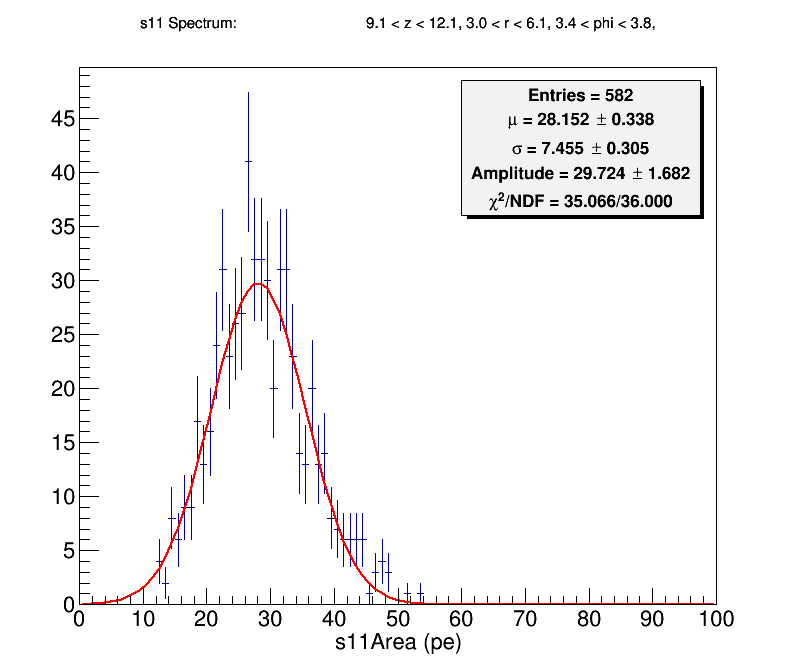 s11 Spectrum: 9.1 < z < 12.1, 3.0 < r < 6.1, 3.4 < phi < 3.8,
Entries = 582
μ = 28.152 ± 0.338
σ = 7.455 ± 0.305
Amplitude = 29.724 ± 1.682
χ²/NDF = 35.066/36.000
45
40
35
30
25
20
15
10
5
0
0 10 20 30 40 50 60 70 80 90 100
s11Area (pe)